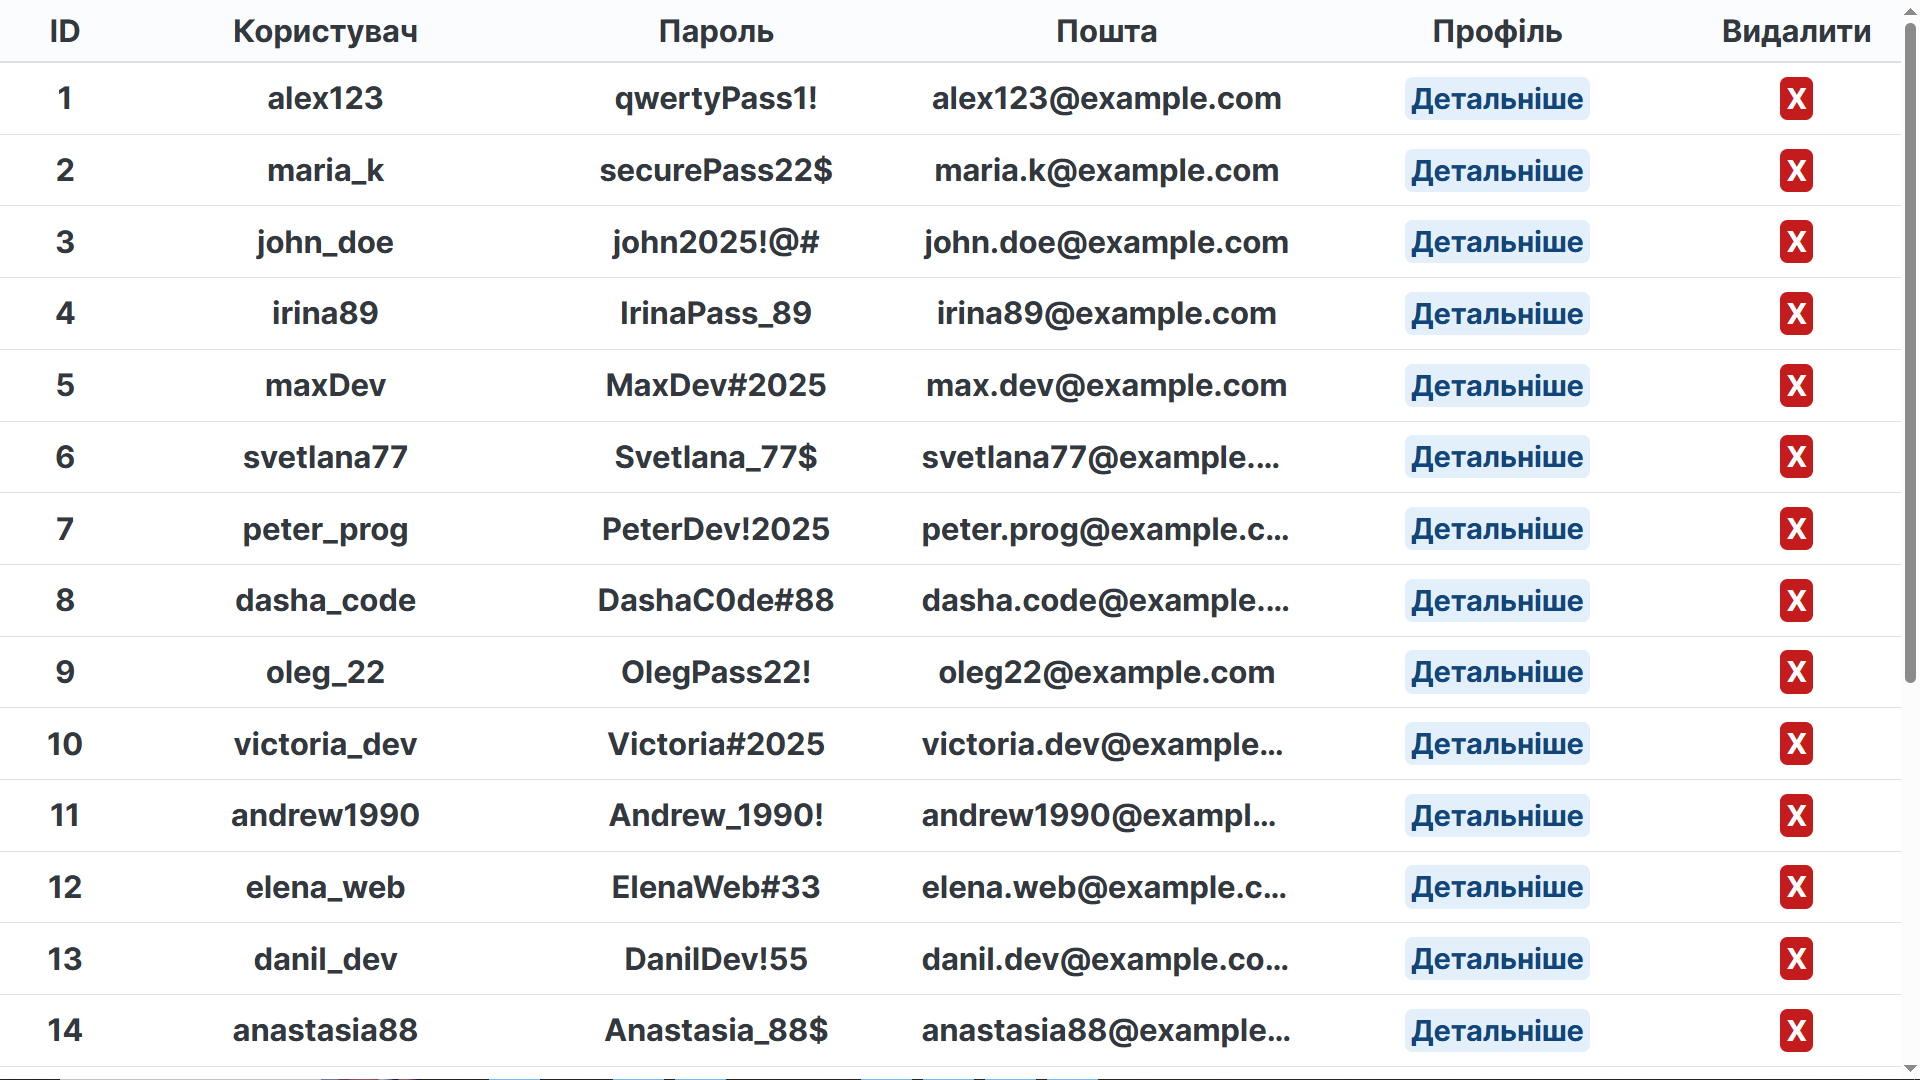 ID Користувач Пароль Пошта Профіль Видалити
1 alex123 qwertyPass1! alex123@example.com Детальніше X
2 maria_k securePass22$ maria.k@example.com Детальніше X
3 john_doe john2025!@# john.doe@example.com Детальніше X
4 irina89 IrinaPass_89 irina89@example.com Детальніше X
5 maxDev MaxDev#2025 max.dev@example.com Детальніше X
6 svetlana77 Svetlana_77$ svetlana77@example.… Детальніше X
7 peter_prog PeterDev!2025 peter.prog@example.c… Детальніше X
8 dasha_code DashaC0de#88 dasha.code@example.… Детальніше X
9 oleg_22 OlegPass22! oleg22@example.com Детальніше X
10 victoria_dev Victoria#2025 victoria.dev@example… Детальніше X
11 andrew1990 Andrew_1990! andrew1990@exampl… Детальніше X
12 elena_web ElenaWeb#33 elena.web@example.c… Детальніше X
13 danil_dev DanilDev!55 danil.dev@example.co… Детальніше X
14 anastasia88 Anastasia_88$ anastasia88@example… Детальніше X